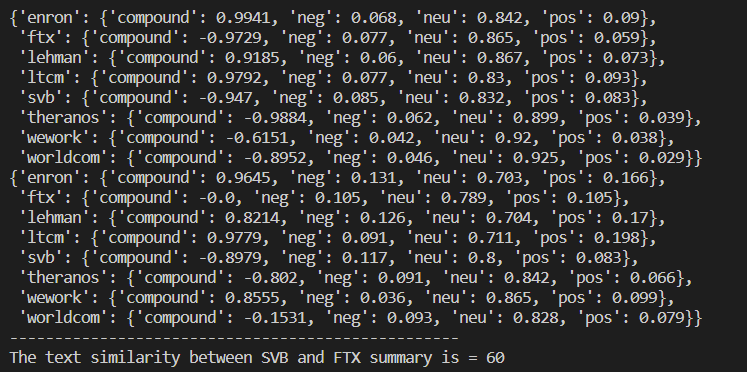 {'enron': {'compound': 0.9941, 'neg': 0.068, 'neu': 0.842, 'pos': 0.09},
 'ftx': {'compound': -0.9729, 'neg': 0.077, 'neu': 0.865, 'pos': 0.059},
 'lehman': {'compound': 0.9185, 'neg': 0.06, 'neu': 0.867, 'pos': 0.073},
 'ltcm': {'compound': 0.9792, 'neg': 0.077, 'neu': 0.83, 'pos': 0.093},
 'svb': {'compound': -0.947, 'neg': 0.085, 'neu': 0.832, 'pos': 0.083},
 'theranos': {'compound': -0.9884, 'neg': 0.062, 'neu': 0.899, 'pos': 0.039},
 'wework': {'compound': -0.6151, 'neg': 0.042, 'neu': 0.92, 'pos': 0.038},
 'worldcom': {'compound': -0.8952, 'neg': 0.046, 'neu': 0.925, 'pos': 0.029}}
{'enron': {'compound': 0.9645, 'neg': 0.131, 'neu': 0.703, 'pos': 0.166},
 'ftx': {'compound': -0.0, 'neg': 0.105, 'neu': 0.789, 'pos': 0.105},
 'lehman': {'compound': 0.8214, 'neg': 0.126, 'neu': 0.704, 'pos': 0.17},
 'ltcm': {'compound': 0.9779, 'neg': 0.091, 'neu': 0.711, 'pos': 0.198},
 'svb': {'compound': -0.8979, 'neg': 0.117, 'neu': 0.8, 'pos': 0.083},
 'theranos': {'compound': -0.802, 'neg': 0.091, 'neu': 0.842, 'pos': 0.066},
 'wework': {'compound': 0.8555, 'neg': 0.036, 'neu': 0.865, 'pos': 0.099},
 'worldcom': {'compound': -0.1531, 'neg': 0.093, 'neu': 0.828, 'pos': 0.079}}
--------------------------------------------------
The text similarity between SVB and FTX summary is = 60